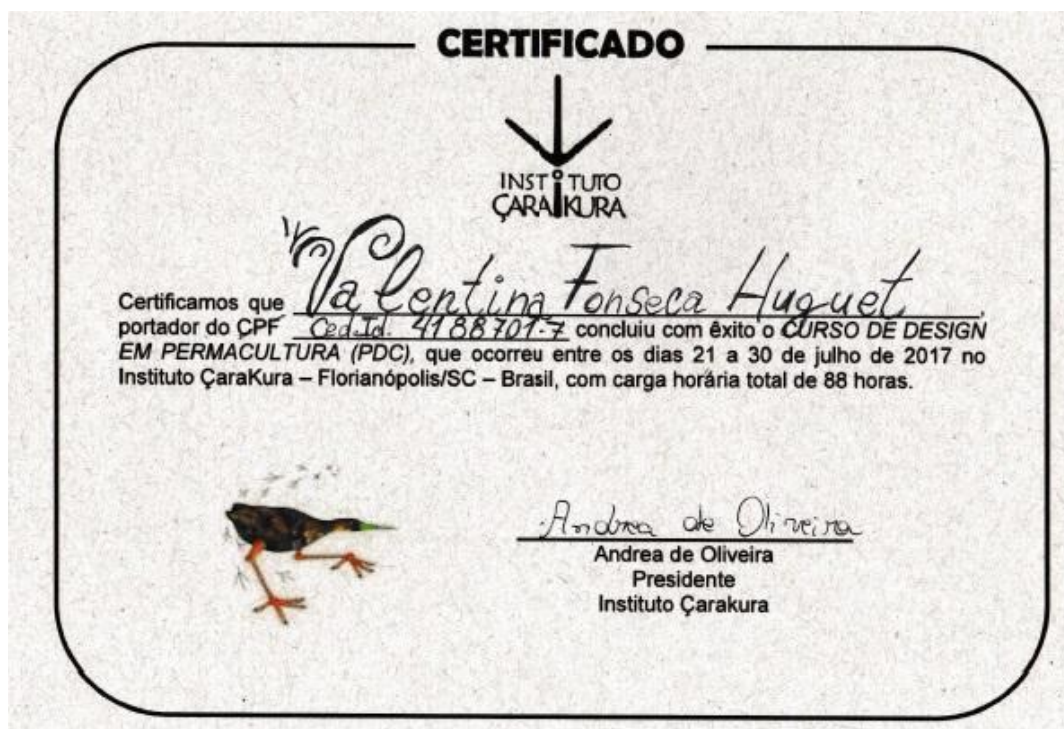 CERTIFICADO
INSTITUTO
ÇARAKURA
Certificamos que Valentina Fonseca Huguet,
portador do CPF Ced.Id. 4188701-7 concluiu com êxito o CURSO DE DESIGN
EM PERMACULTURA (PDC), que ocorreu entre os dias 21 a 30 de julho de 2017 no
Instituto ÇaraKura – Florianópolis/SC – Brasil, com carga horária total de 88 horas.
Andrea de Oliveira
Andrea de Oliveira
Presidente
Instituto Çarakura